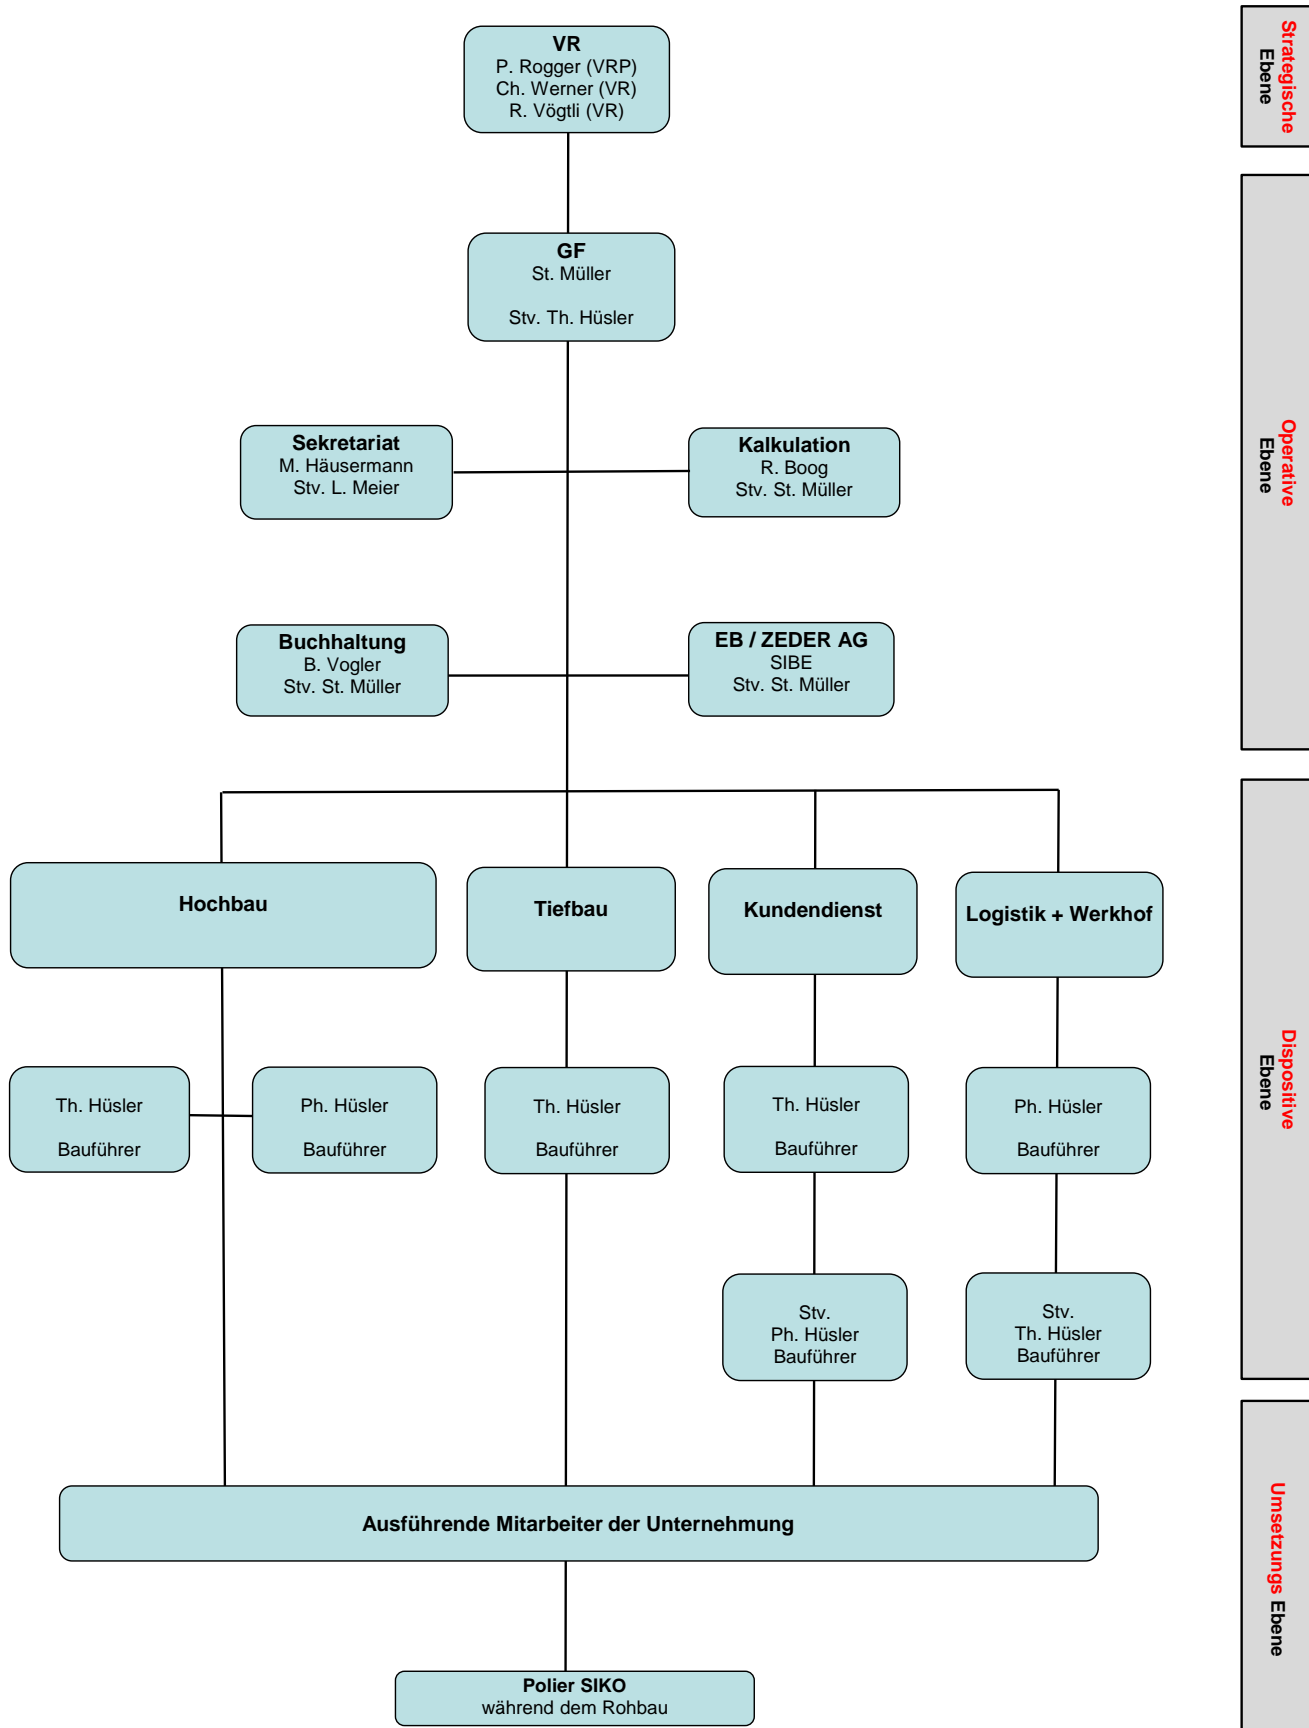 VR
P. Rogger (VRP)
Ch. Werner (VR)
R. Vögtli (VR)
Strategische
Ebene
GF
St. Müller
Stv. Th. Hüsler
Operative
Ebene
Sekretariat
M. Häusermann
Stv. L. Meier
Kalkulation
R. Boog
Stv. St. Müller
Buchhaltung
B. Vogler
Stv. St. Müller
EB / ZEDER AG
SIBE
Stv. St. Müller
Hochbau
Tiefbau
Kundendienst
Logistik + Werkhof
Dispositive
Ebene
Th. Hüsler
Bauführer
Ph. Hüsler
Bauführer
Th. Hüsler
Bauführer
Th. Hüsler
Bauführer
Ph. Hüsler
Bauführer
Stv.
Ph. Hüsler
Bauführer
Stv.
Th. Hüsler
Bauführer
Ausführende Mitarbeiter der Unternehmung
Umsetzungs Ebene
Polier SIKO
während dem Rohbau